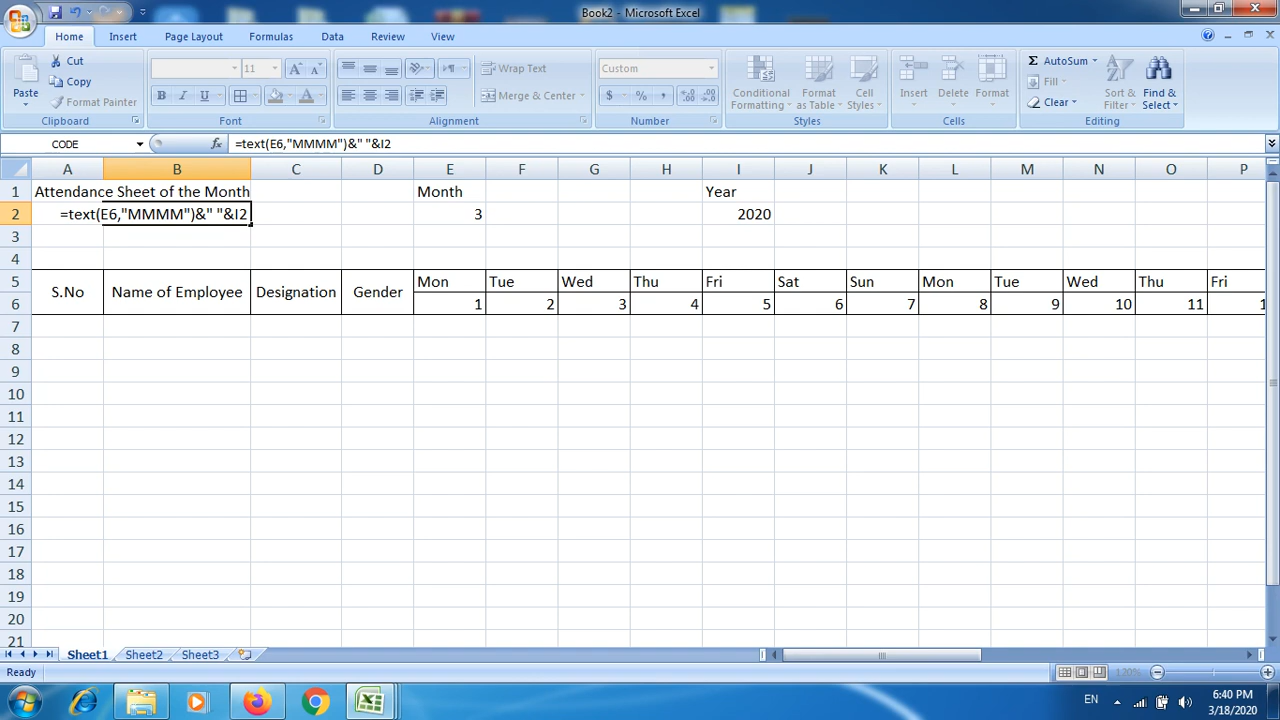 Book2 - Microsoft Excel
Home Insert Page Layout Formulas Data Review View
Paste
Cut
Copy
Format Painter
Clipboard
11
Font
Wrap Text
Merge & Center
Alignment
Custom
Number
Conditional Formatting
Format as Table
Cell Styles
Styles
Insert
Delete
Format
Cells
AutoSum
Fill
Clear
Sort & Filter
Find & Select
Editing
CODE
fx
=text(E6,"MMMM")&" "&I2
A B C D E F G H I J K L M N O P
1 Attendance Sheet of the Month Month Year
2 =text(E6,"MMMM")&" "&I2 3 2020
3
4
5 Mon Tue Wed Thu Fri Sat Sun Mon Tue Wed Thu Fri
S.No Name of Employee Designation Gender
6 1 2 3 4 5 6 7 8 9 10 11 1
7
8
9
10
11
12
13
14
15
16
17
18
19
20
21
Sheet1 Sheet2 Sheet3
Ready 120%
EN
6:40 PM
3/18/2020